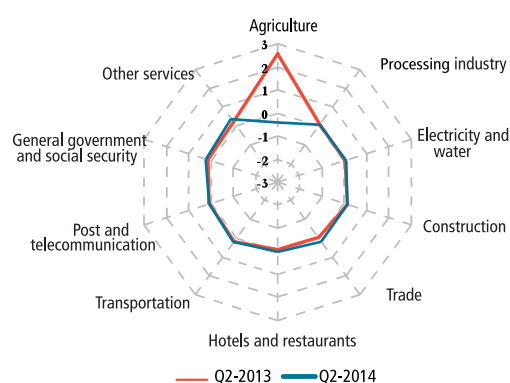 Agriculture
3
2
1
0
-1
-2
-3
Processing industry
Electricity and
water
Construction
Trade
Hotels and restaurants
Transportation
Post and
telecommunication
General government
and social security
Other services
Q2-2013
Q2-2014